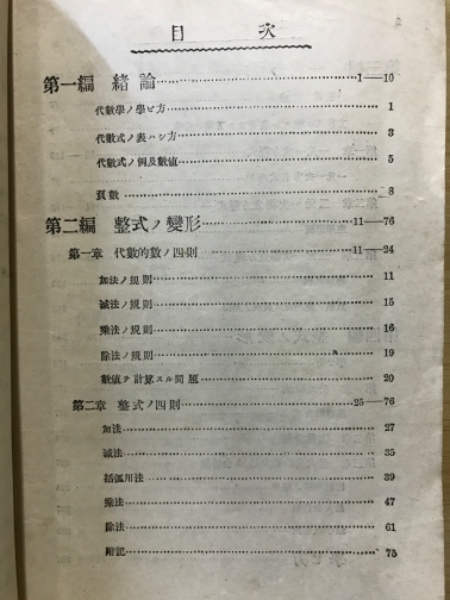 目 次
第一編 緒論 1—10
代數學ノ學ビ方 1
代數式ノ表ハシ方 3
代數式ノ例及數値 5
負數 8
第二編 整式ノ變形 11—76
第一章 代數的數ノ四則 11—24
加法ノ規則 11
減法ノ規則 15
乘法ノ規則 16
除法ノ規則 19
數値ヲ計算スル問題 20
第二章 整式ノ四則 25—76
加法 27
減法 35
括弧用法 39
乘法 47
除法 61
附記 75